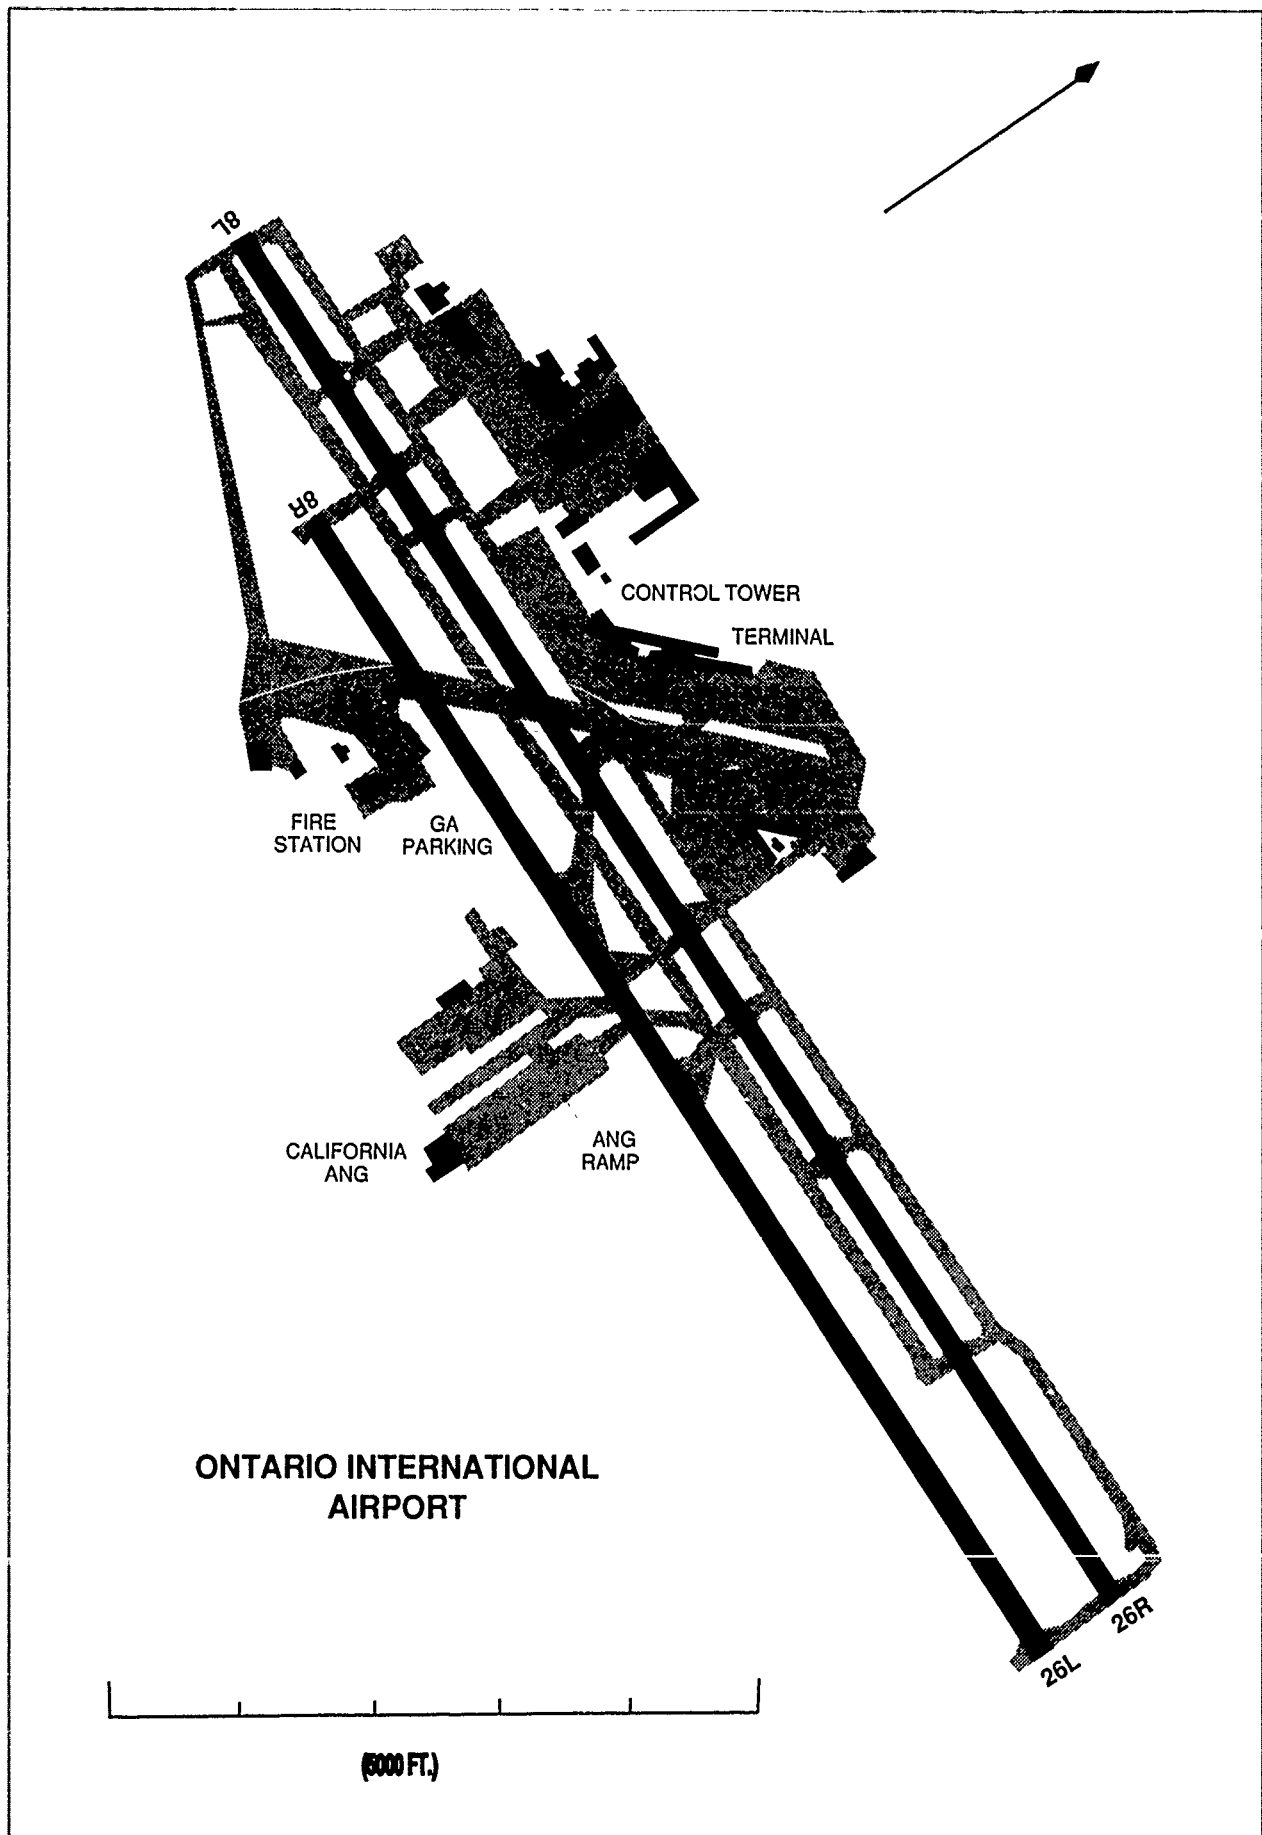 8L
8R
CONTROL TOWER
TERMINAL
FIRE
STATION
GA
PARKING
CALIFORNIA
ANG
ANG
RAMP
ONTARIO INTERNATIONAL
AIRPORT
26R
26L
(5000 FT.)